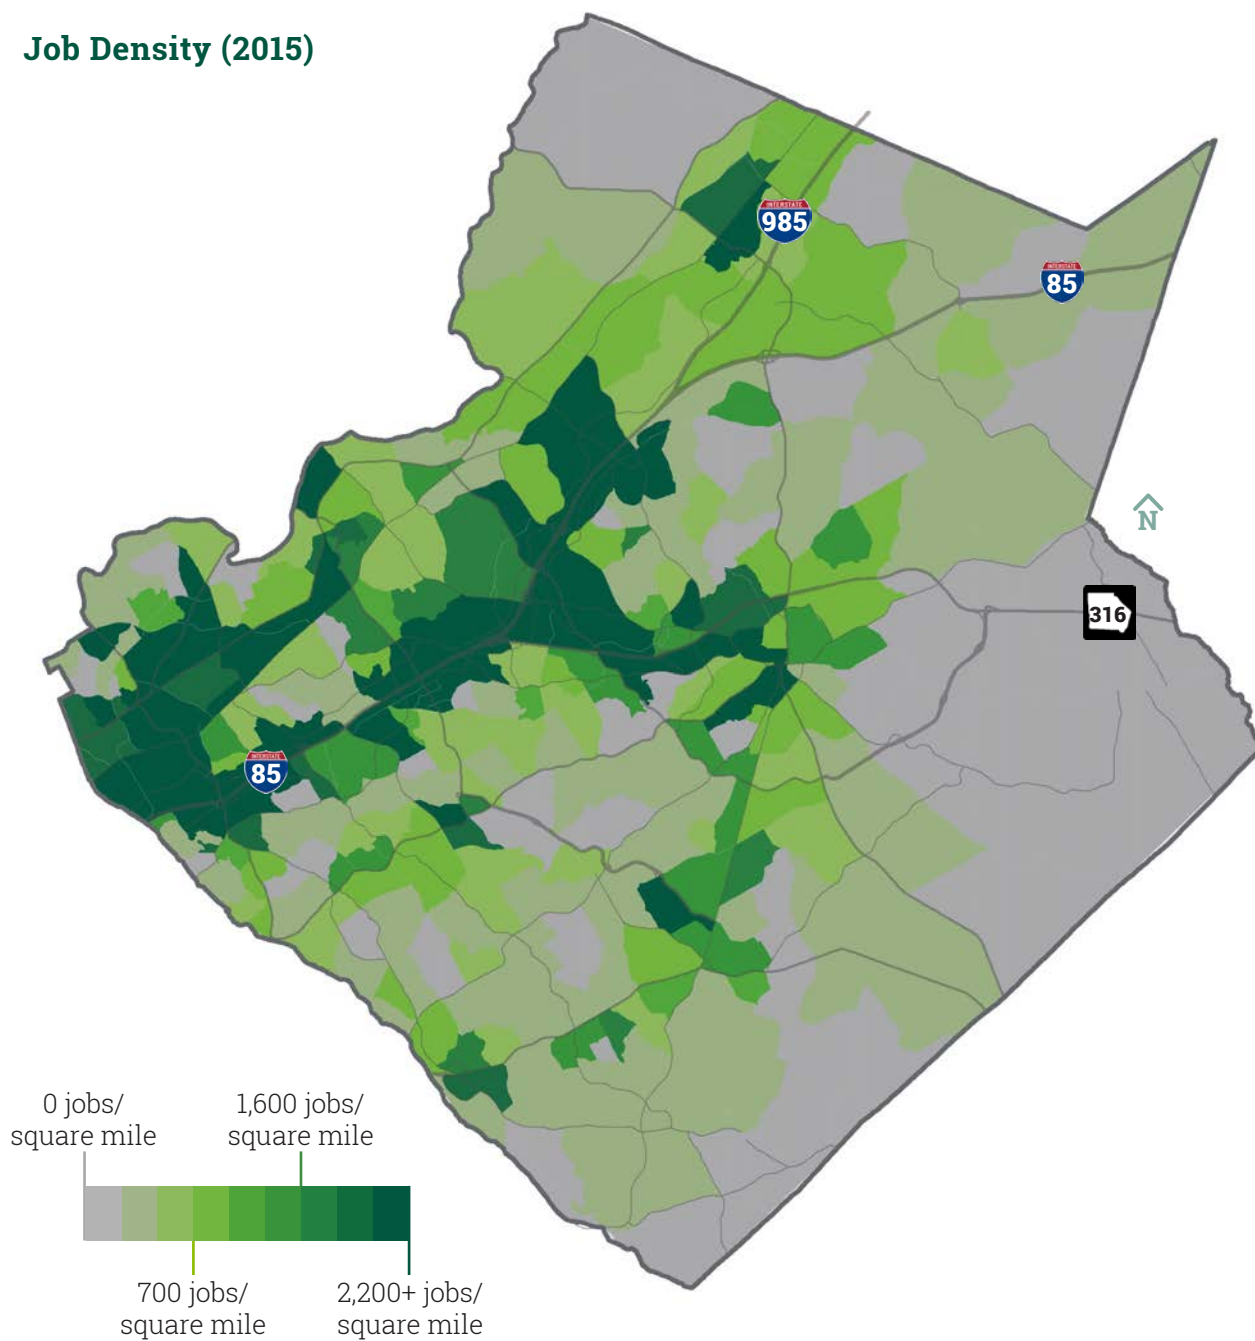 Job Density (2015)
INTERSTATE
985
INTERSTATE
85
N
316
INTERSTATE
85
0 jobs/
square mile
1,600 jobs/
square mile
700 jobs/
square mile
2,200+ jobs/
square mile